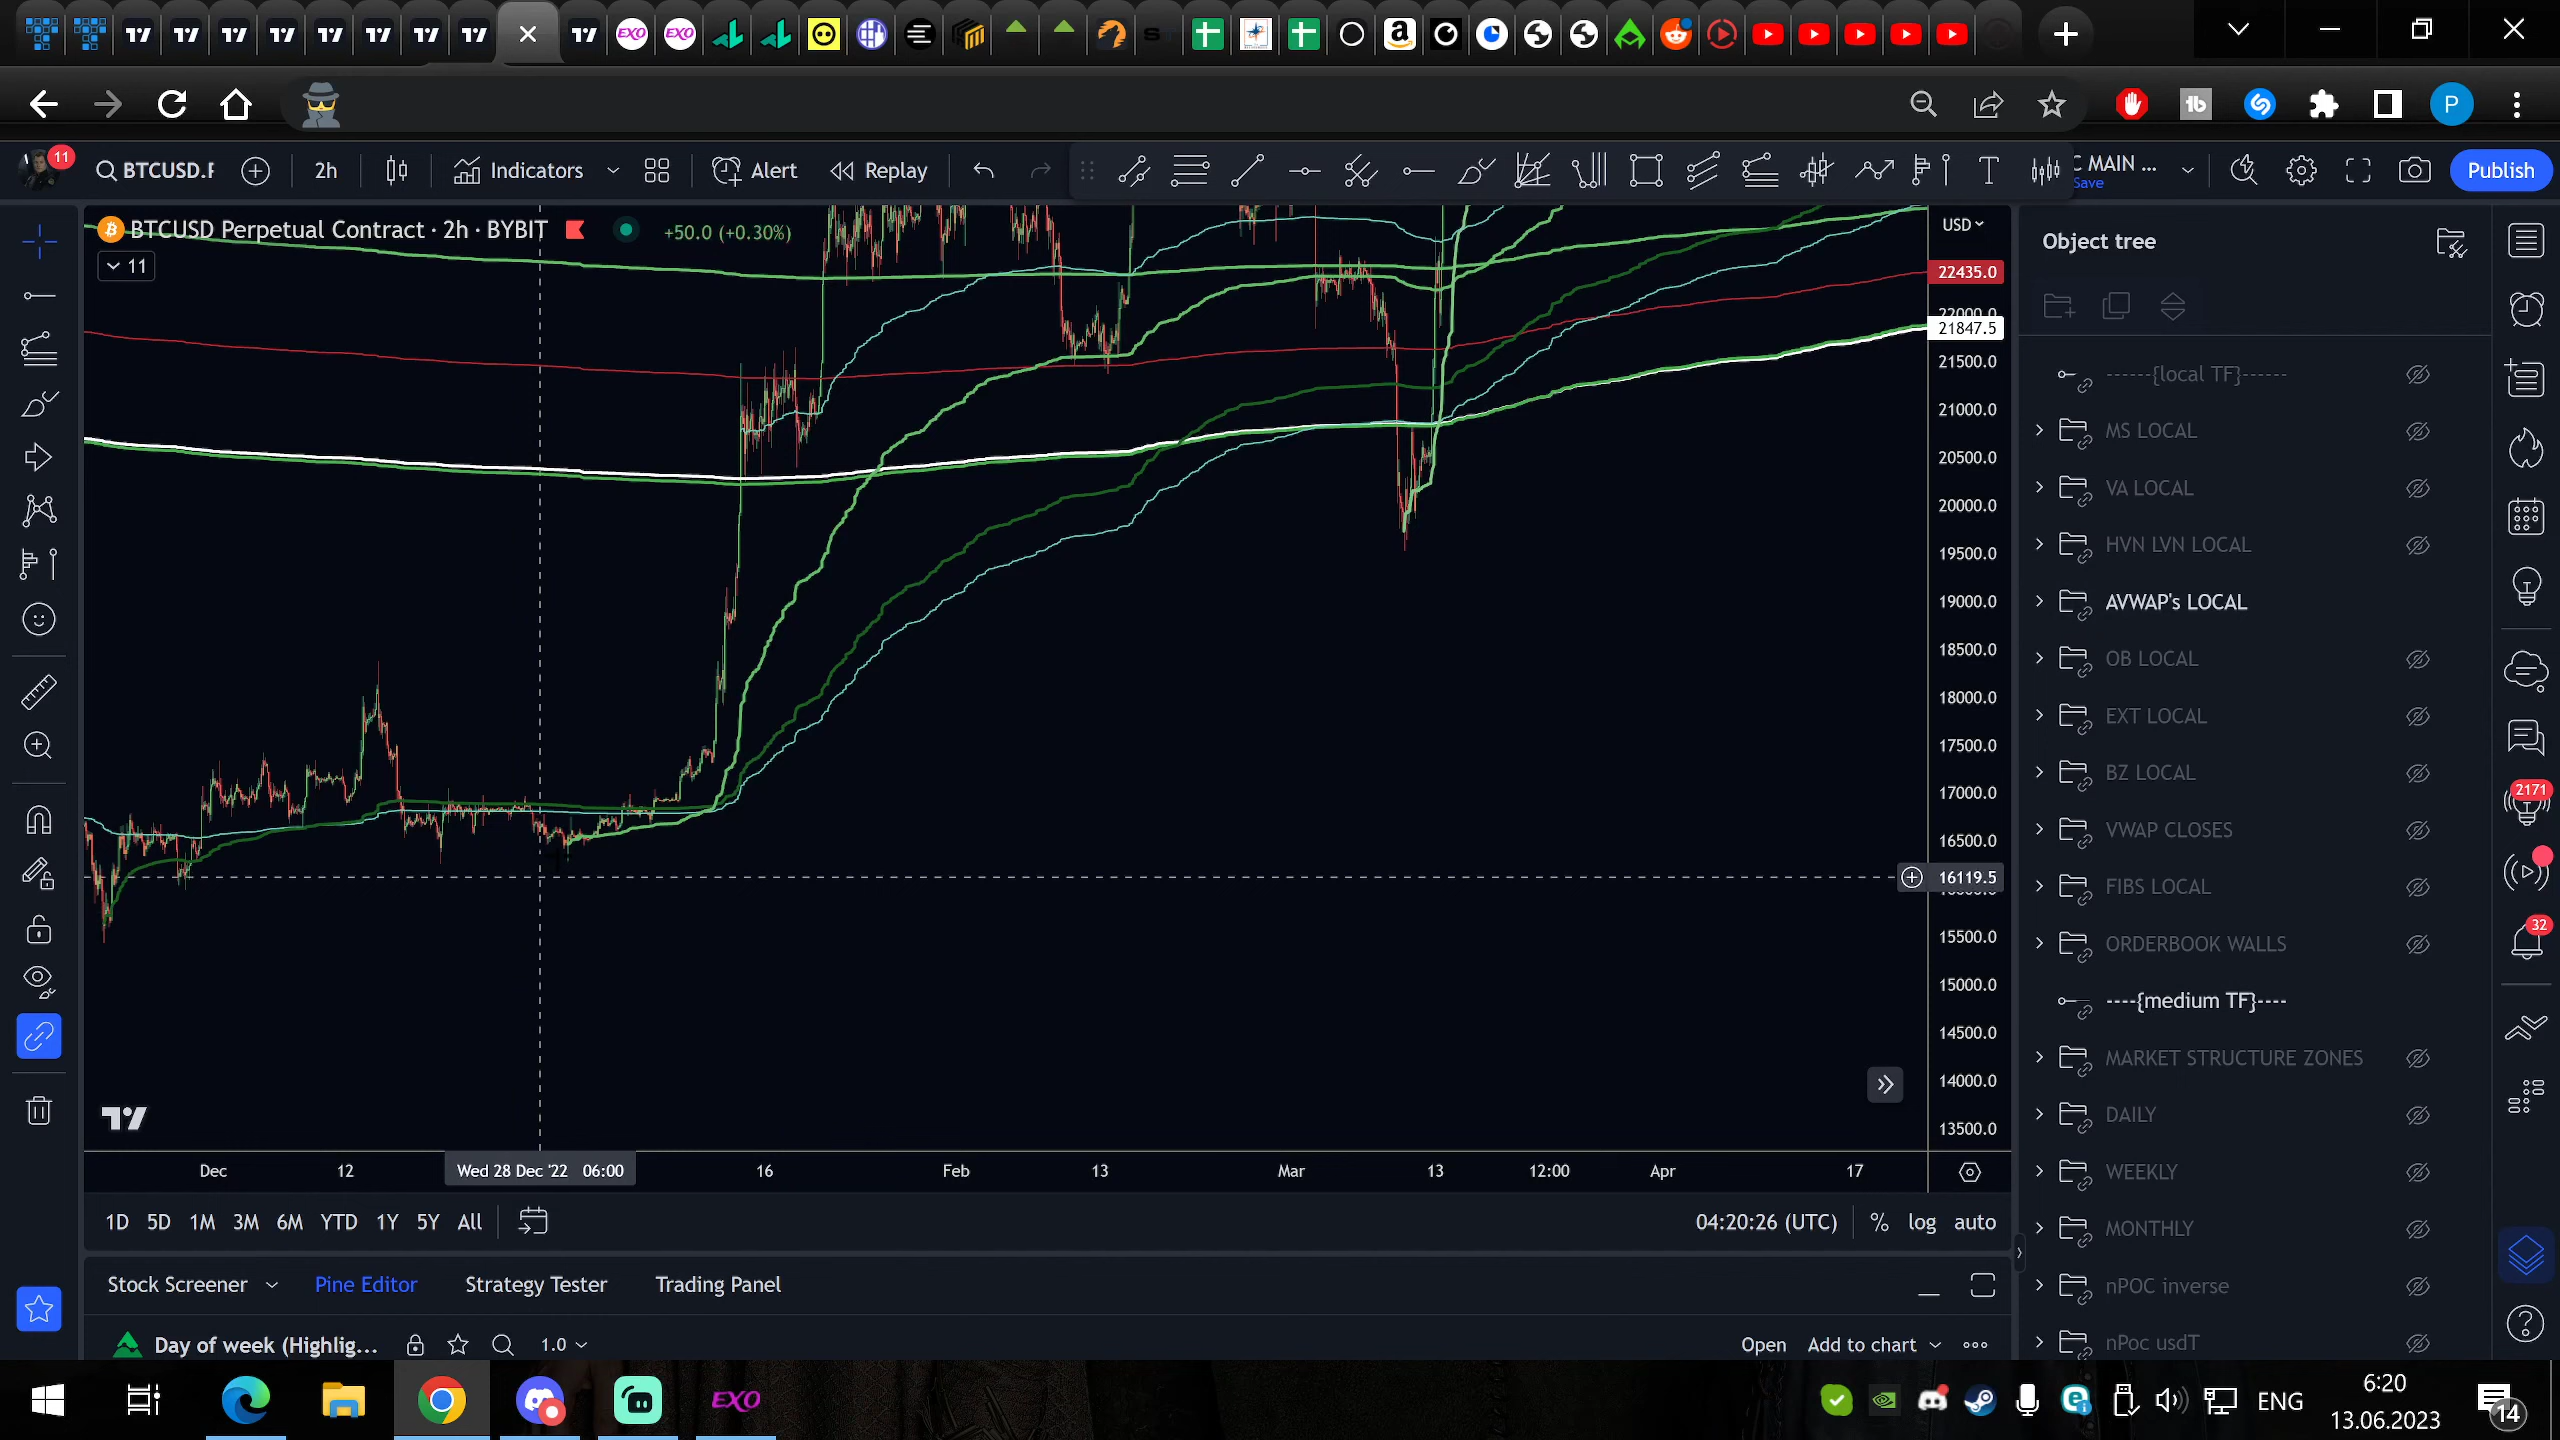 EXO EXO
tb
P
11
BTCUSD.P
2h
Indicators
Alert
Replay
C MAIN ...
Save
Publish
BTCUSD Perpetual Contract · 2h · BYBIT
+50.0 (+0.30%)
11
USD
22435.0
22000.0
21847.5
21500.0
21000.0
20500.0
20000.0
19500.0
19000.0
18500.0
18000.0
17500.0
17000.0
16500.0
16119.5
15500.0
15000.0
14500.0
14000.0
13500.0
Dec 12 Wed 28 Dec '22 06:00 16 Feb 13 Mar 13 12:00 Apr 17
1D 5D 1M 3M 6M YTD 1Y 5Y All
04:20:26 (UTC) % log auto
Stock Screener Pine Editor Strategy Tester Trading Panel
Day of week (Highlig... 1.0 Open Add to chart
Object tree
------{local TF}------
MS LOCAL
VA LOCAL
HVN LVN LOCAL
AVWAP's LOCAL
OB LOCAL
EXT LOCAL
BZ LOCAL
VWAP CLOSES
FIBS LOCAL
ORDERBOOK WALLS
----{medium TF}----
MARKET STRUCTURE ZONES
DAILY
WEEKLY
MONTHLY
nPOC inverse
nPoc usdT
2171
32
EXO
ENG
6:20
13.06.2023
14